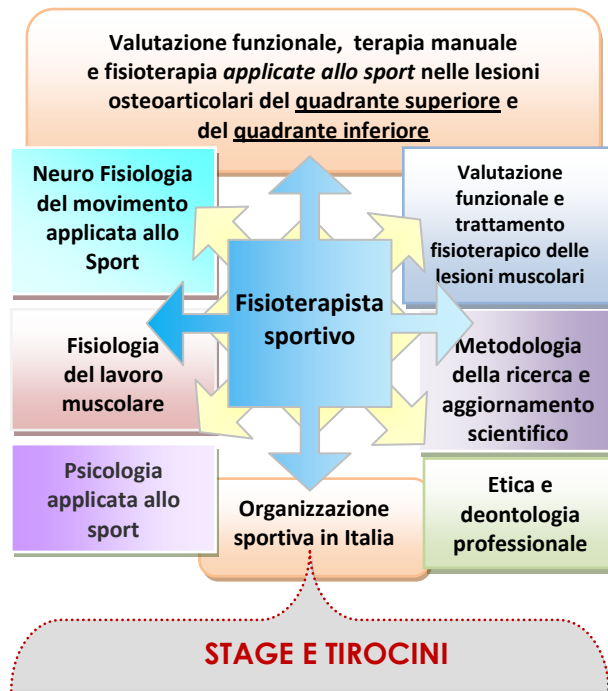 Valutazione funzionale, terapia manuale
e fisioterapia applicate allo sport nelle lesioni
osteoarticolari del quadrante superiore e
del quadrante inferiore
Neuro Fisiologia
del movimento
applicata allo
Sport
Valutazione
funzionale e
trattamento
fisioterapico delle
lesioni muscolari
Fisioterapista
sportivo
Fisiologia
del lavoro
muscolare
Metodologia
della ricerca e
aggiornamento
scientifico
Psicologia
applicata allo
sport
Organizzazione
sportiva in Italia
Etica e
deontologia
professionale
STAGE E TIROCINI